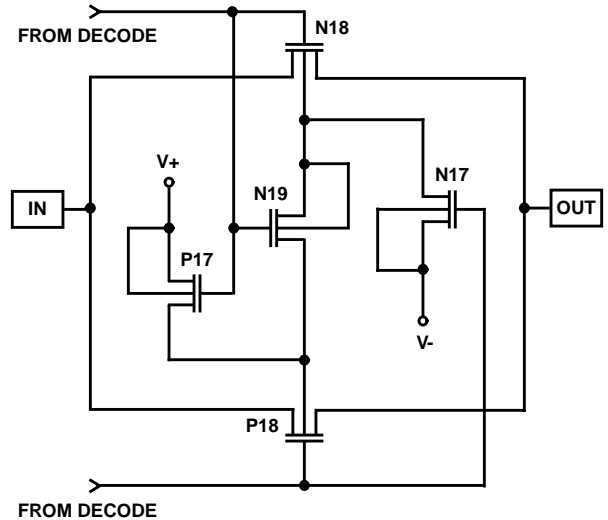 FROM DECODE
N18
V+
N17
N19
IN
OUT
P17
V-
P18
FROM DECODE